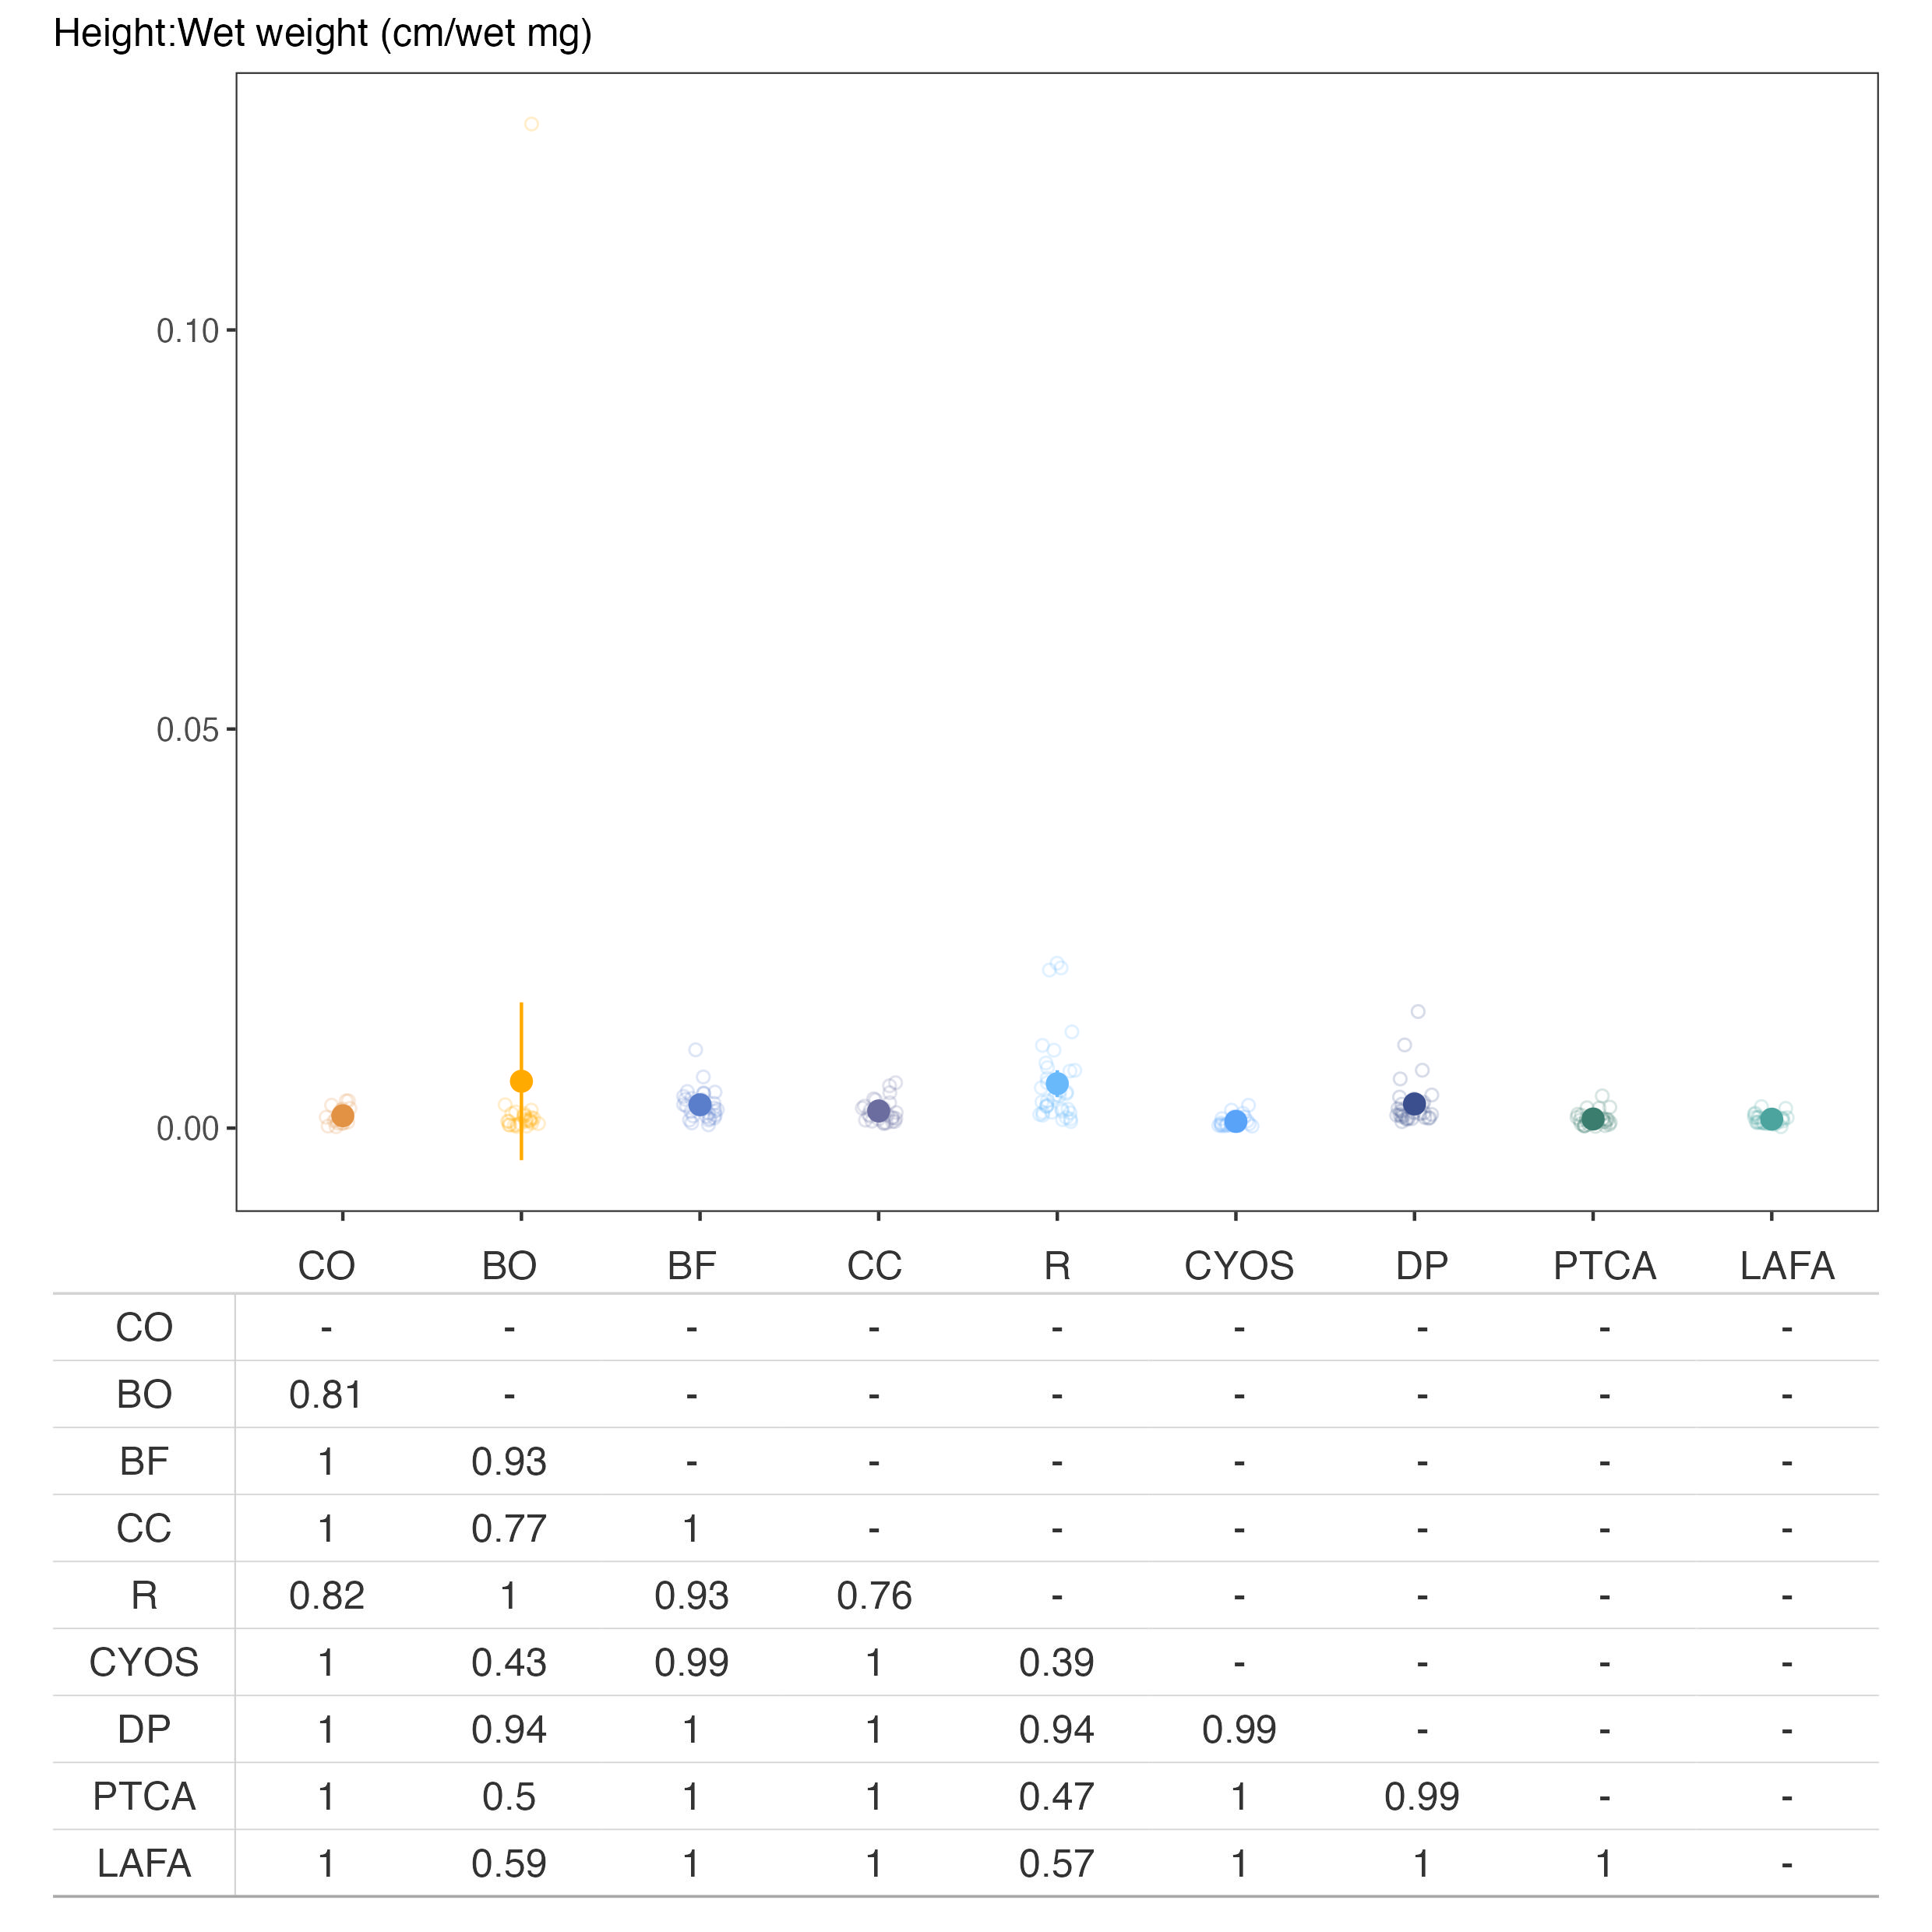 Height:Wet weight (cm/wet mg)
0.10
0.05
0.00
CO BO BF CC R CYOS DP PTCA LAFA
CO - - - - - - - - -
BO 0.81 - - - - - - - -
BF 1 0.93 - - - - - - -
CC 1 0.77 1 - - - - - -
R 0.82 1 0.93 0.76 - - - - -
CYOS 1 0.43 0.99 1 0.39 - - - -
DP 1 0.94 1 1 0.94 0.99 - - -
PTCA 1 0.5 1 1 0.47 1 0.99 - -
LAFA 1 0.59 1 1 0.57 1 1 1 -